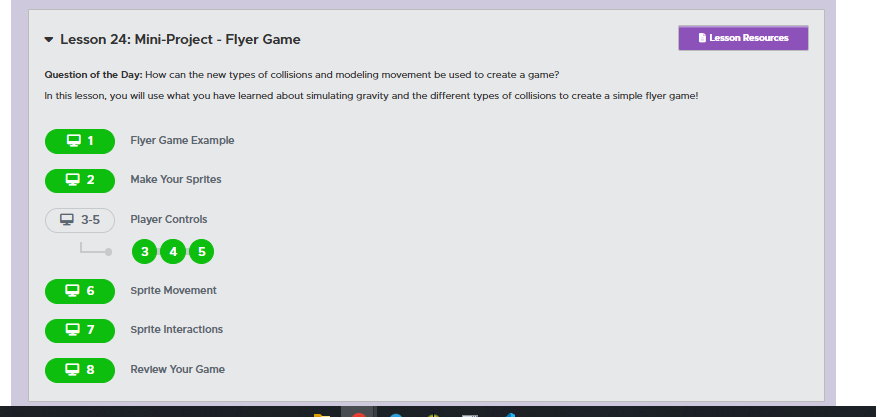 Lesson 24: Mini-Project - Flyer Game
Lesson Resources
Question of the Day: How can the new types of collisions and modeling movement be used to create a game?
In this lesson, you will use what you have learned about simulating gravity and the different types of collisions to create a simple flyer game!
1 Flyer Game Example
2 Make Your Sprites
3-5 Player Controls
3 4 5
6 Sprite Movement
7 Sprite Interactions
8 Review Your Game